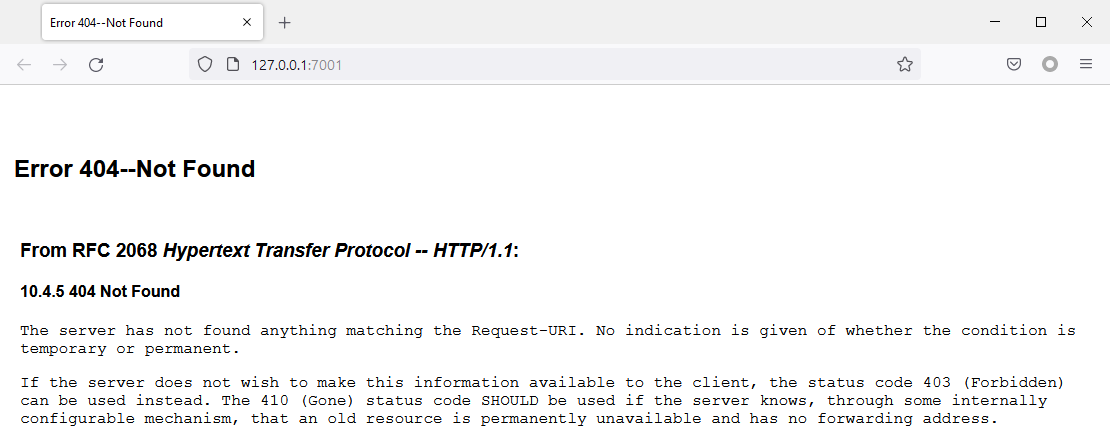 Error 404--Not Found
127.0.0.1:7001
Error 404--Not Found
From RFC 2068 Hypertext Transfer Protocol -- HTTP/1.1:
10.4.5 404 Not Found
The server has not found anything matching the Request-URI. No indication is given of whether the condition is
temporary or permanent.
If the server does not wish to make this information available to the client, the status code 403 (Forbidden)
can be used instead. The 410 (Gone) status code SHOULD be used if the server knows, through some internally
configurable mechanism, that an old resource is permanently unavailable and has no forwarding address.